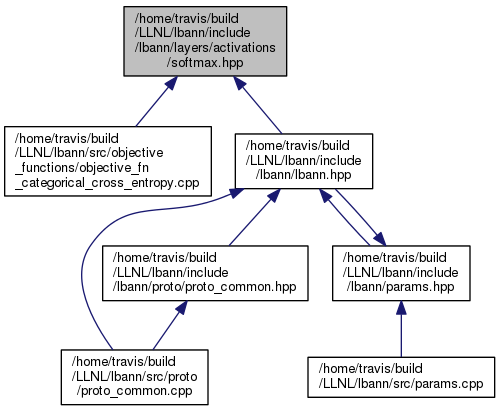 /home/travis/build
/LLNL/lbann/include
/lbann/layers/activations
/softmax.hpp
/home/travis/build
/LLNL/lbann/src/objective
_functions/objective_fn
_categorical_cross_entropy.cpp
/home/travis/build
/LLNL/lbann/include
/lbann/lbann.hpp
/home/travis/build
/LLNL/lbann/include
/lbann/proto/proto_common.hpp
/home/travis/build
/LLNL/lbann/include
/lbann/params.hpp
/home/travis/build
/LLNL/lbann/src/proto
/proto_common.cpp
/home/travis/build
/LLNL/lbann/src/params.cpp